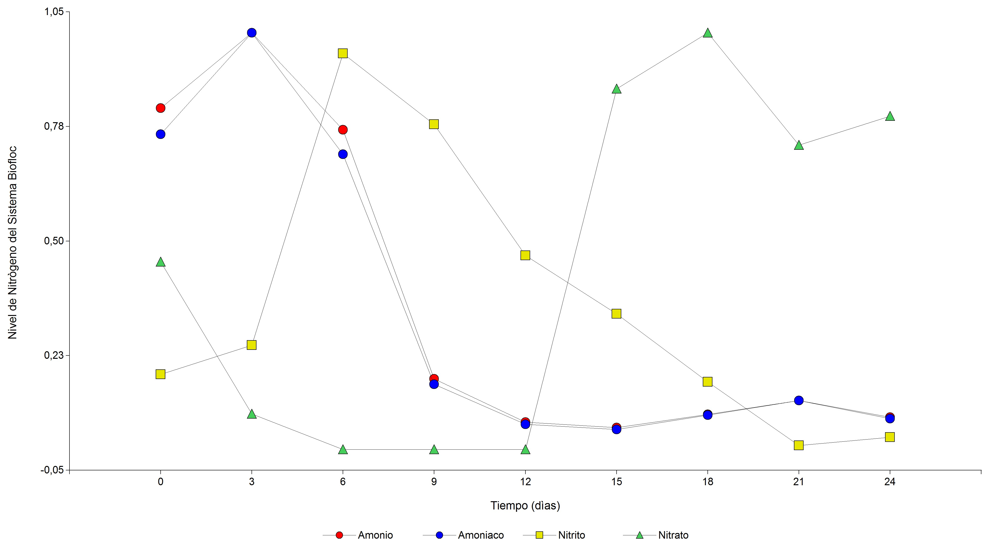 1,05
0,78
0,50
0,23
-0,05
Nivel de Nitrògeno del Sistema Biofloc
0 3 6 9 12 15 18 21 24
Tiempo (dìas)
Amonio Amoniaco Nitrito Nitrato